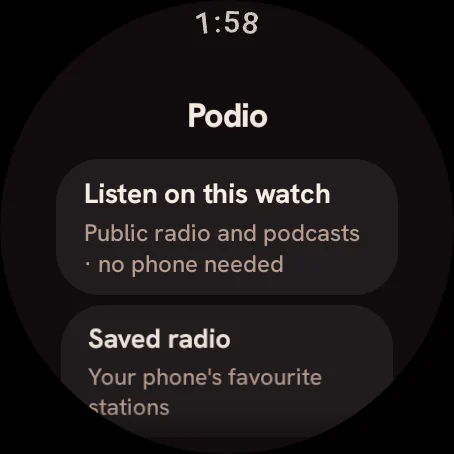 1:58
Podio
Listen on this watch
Public radio and podcasts
· no phone needed
Saved radio
Your phone's favourite
stations